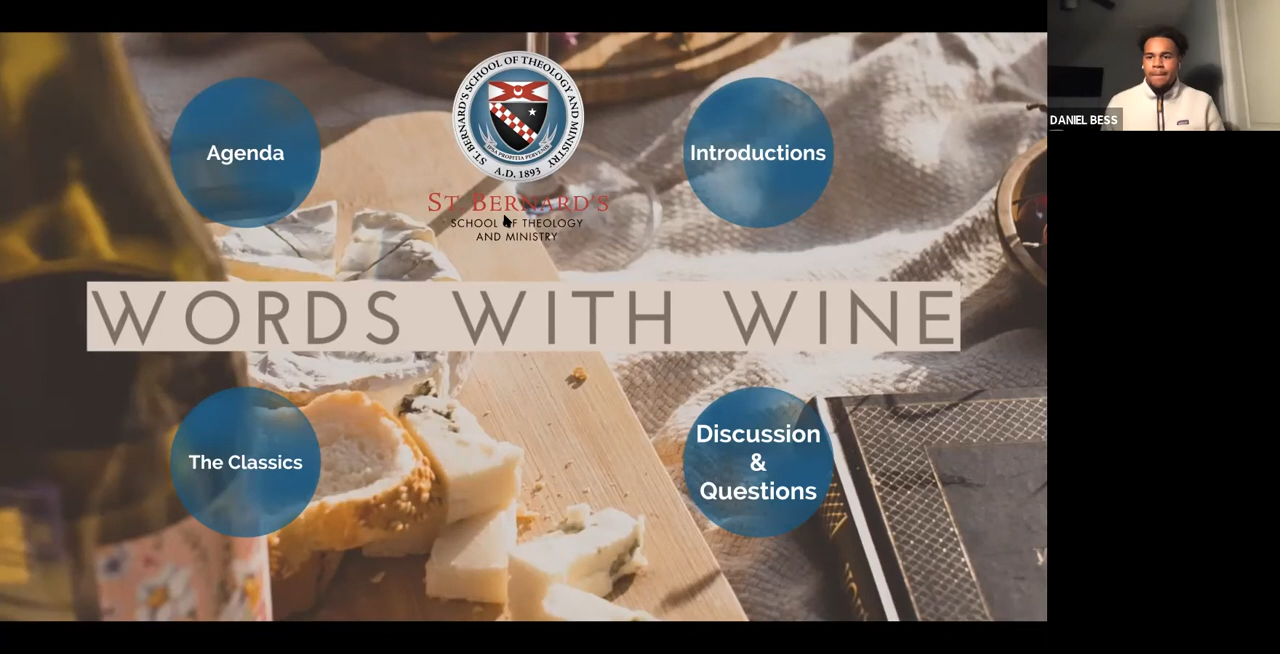 Agenda
ST. BERNARD'S SCHOOL OF THEOLOGY AND MINISTRY
A.D. 1893
ST. BERNARD'S
SCHOOL OF THEOLOGY
AND MINISTRY
Introductions
DANIEL BESS
WORDS WITH WINE
The Classics
Discussion
&
Questions